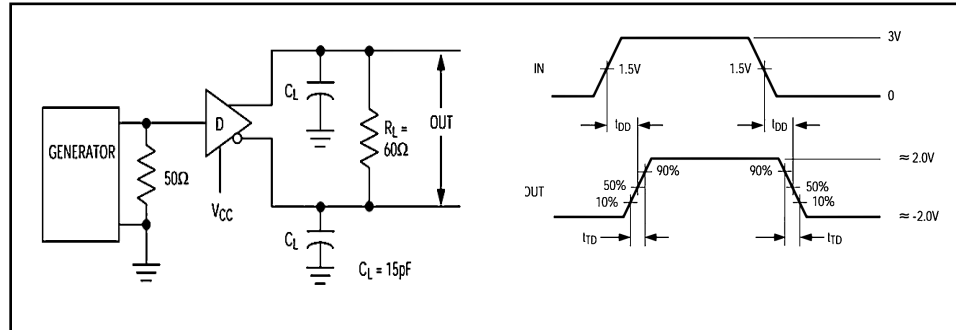 GENERATOR
50Ω
D
VCC
CL
RL =
60Ω
OUT
CL
CL = 15pF
IN
3V
1.5V
1.5V
0
tDD
tDD
≈ 2.0V
90%
90%
OUT
50%
50%
10%
10%
≈ -2.0V
tTD
tTD